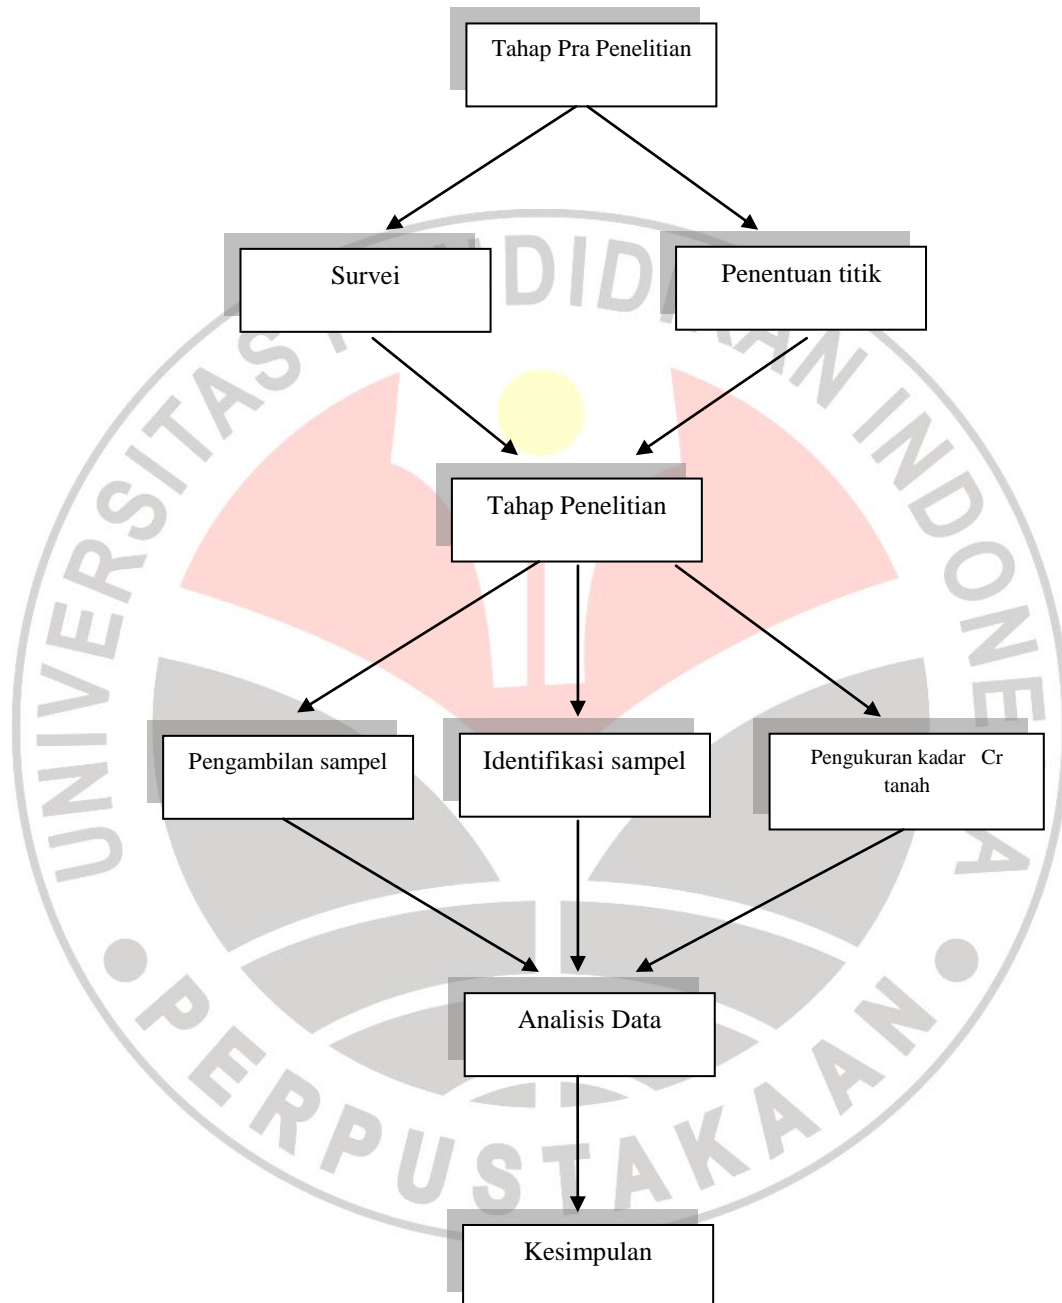 Tahap Pra Penelitian
Survei
Penentuan titik
Tahap Penelitian
Pengambilan sampel
Identifikasi sampel
Pengukuran kadar Cr
tanah
Analisis Data
Kesimpulan
UNIVERSITAS PENDIDIKAN INDONESIA
PERPUSTAKAAN